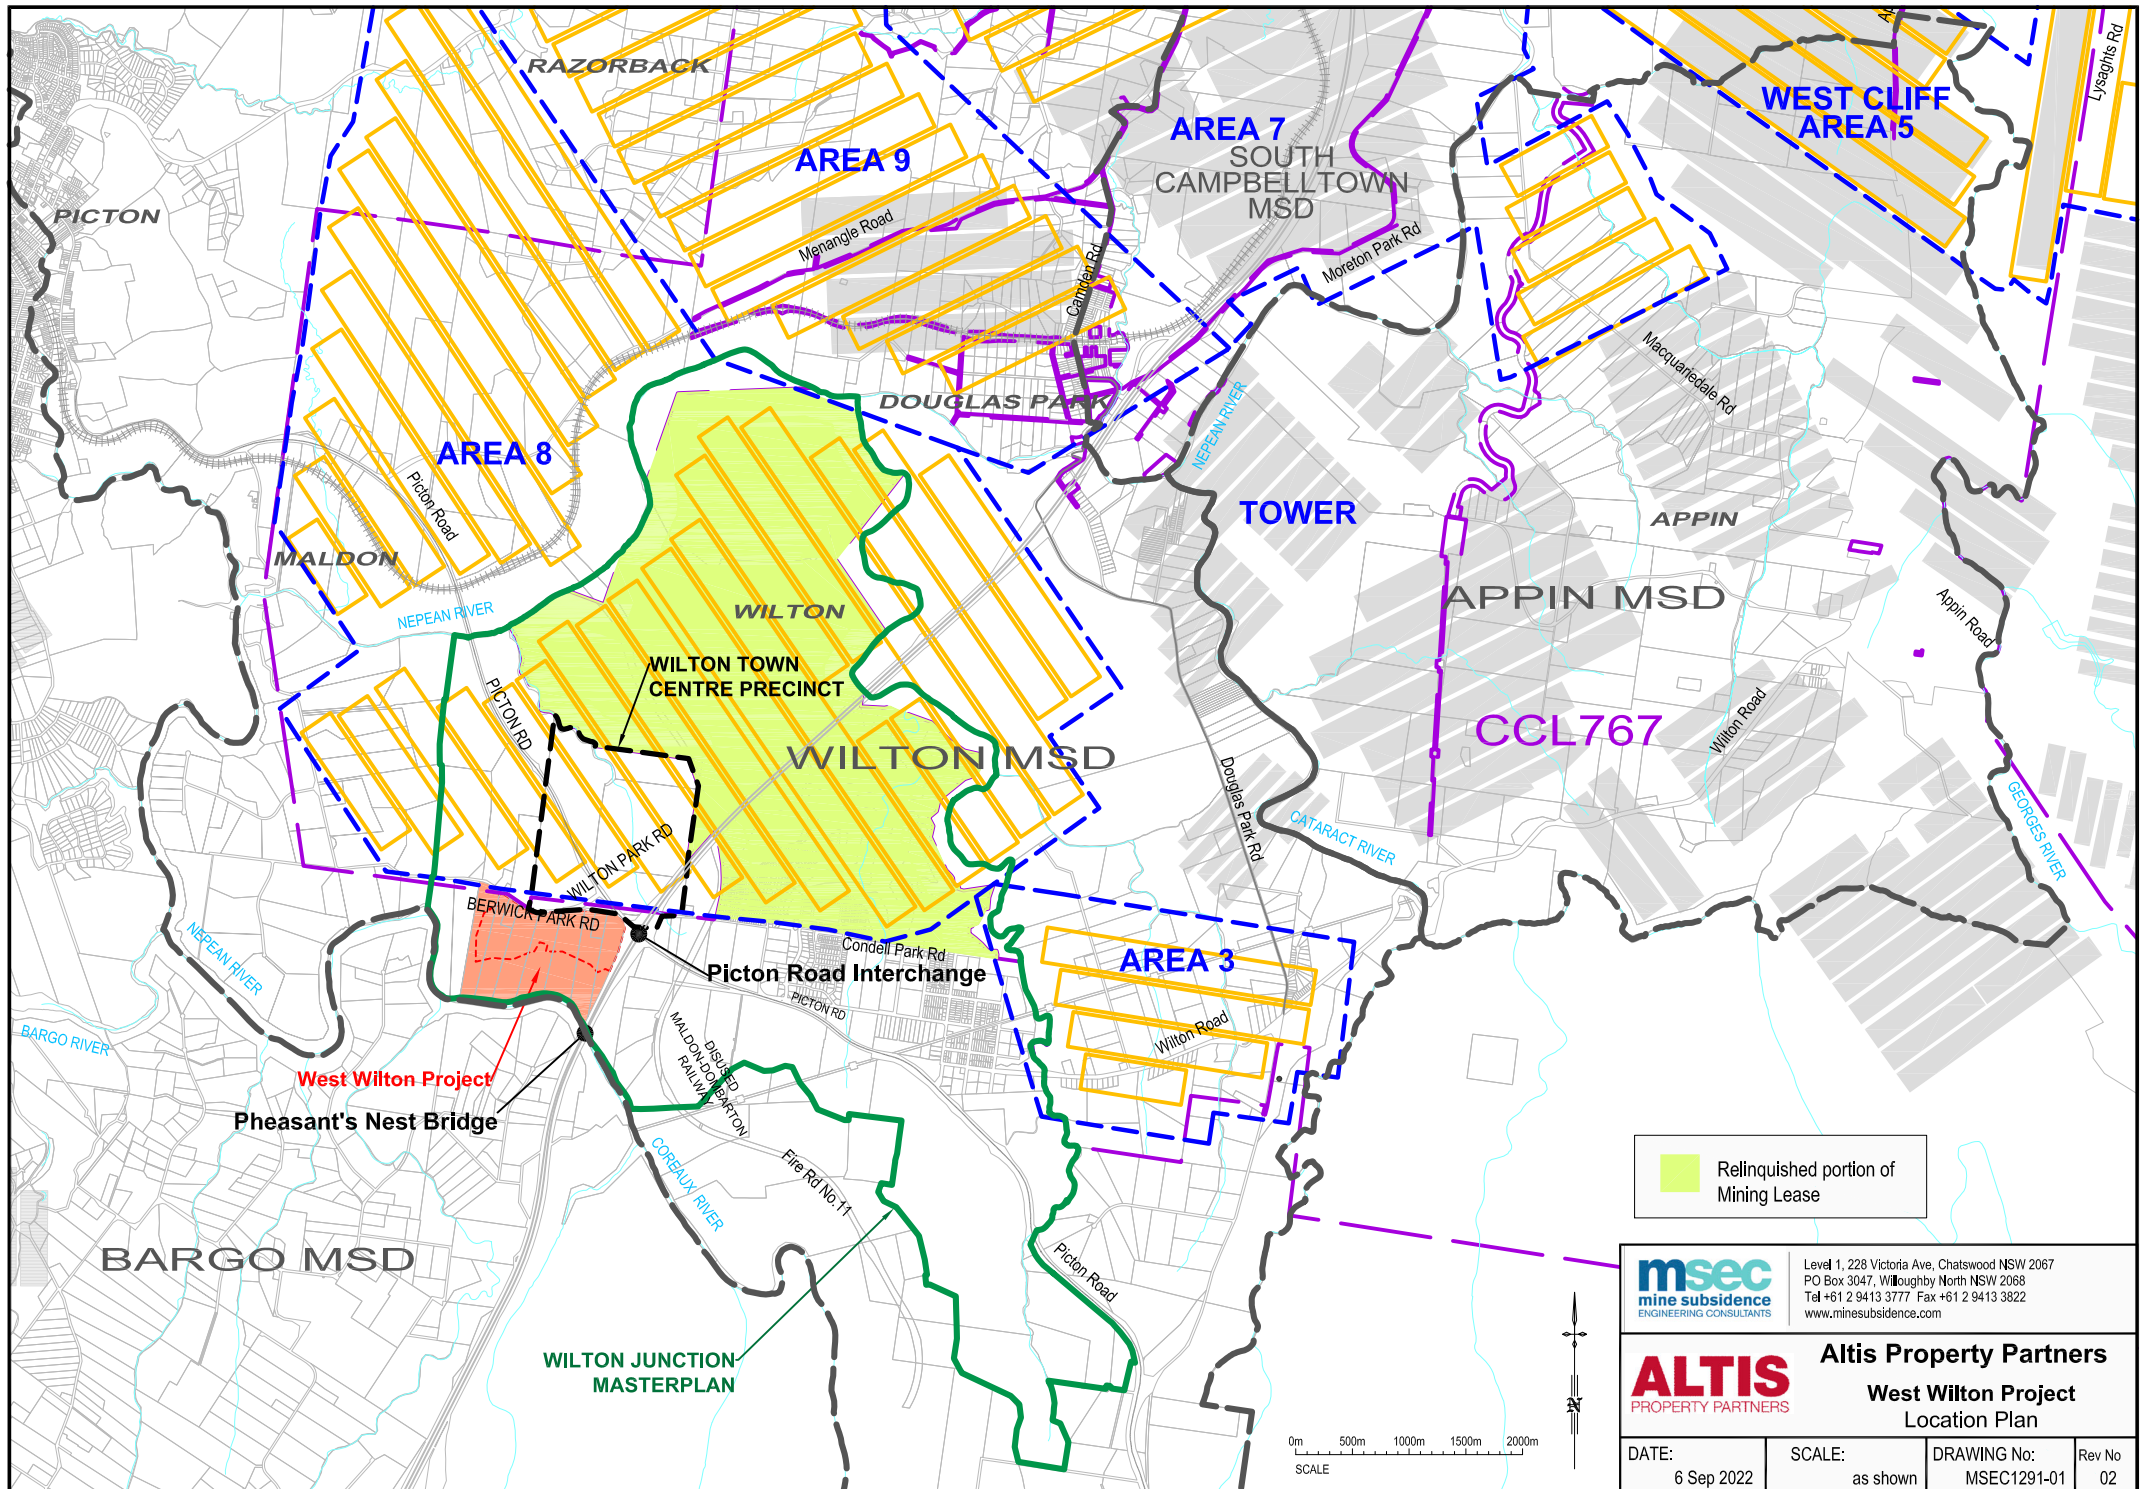 RAZORBACK
WEST CLIFF
AREA 5
Lysaghts Rd
AREA 7
SOUTH
CAMPBELLTOWN
MSD
AREA 9
PICTON
Menangle Road
Camden Rd
Moreton Park Rd
Macquariedale Rd
DOUGLAS PARK
NEPEAN RIVER
AREA 8
Picton Road
TOWER
APPIN
MALDON
NEPEAN RIVER
WILTON
APPIN MSD
Appin Road
WILTON TOWN
CENTRE PRECINCT
PICTON RD
CCL767
Wilton Road
WILTON MSD
Douglas Park Rd
CATARACT RIVER
GEORGES RIVER
WILTON PARK RD
BERWICK PARK RD
Condell Park Rd
NEPEAN RIVER
AREA 3
Picton Road Interchange
PICTON RD
BARGO RIVER
Wilton Road
DISUSED
MALDON-DOMBARTON
RAILWAY
West Wilton Project
Pheasant's Nest Bridge
COREAUX RIVER
Fire Rd No.11
BARGO MSD
Picton Road
WILTON JUNCTION
MASTERPLAN
Relinquished portion of
Mining Lease
msec
mine subsidence
ENGINEERING CONSULTANTS
Level 1, 228 Victoria Ave, Chatswood NSW 2067
PO Box 3047, Willoughby North NSW 2068
Tel +61 2 9413 3777 Fax +61 2 9413 3822
www.minesubsidence.com
ALTIS
PROPERTY PARTNERS
Altis Property Partners
West Wilton Project
Location Plan
N
0m 500m 1000m 1500m 2000m
SCALE
DATE:
6 Sep 2022
SCALE:
as shown
DRAWING No:
MSEC1291-01
Rev No
02